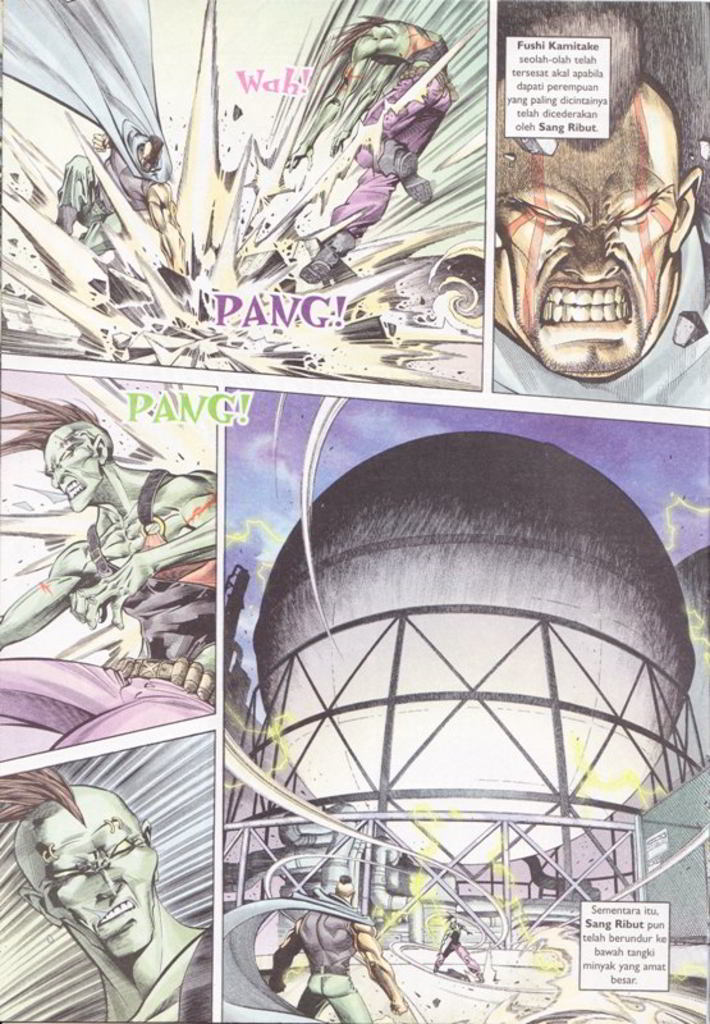 Wah!
PANG!
Fushi Kamitake
seolah-olah telah
tersesat akal apabila
dapati perempuan
yang paling dicintainya
telah dicederakan
oleh Sang Ribut.
PANG!
Sementara itu,
Sang Ribut pun
telah berundur ke
bawah tangki
minyak yang amat
besar.